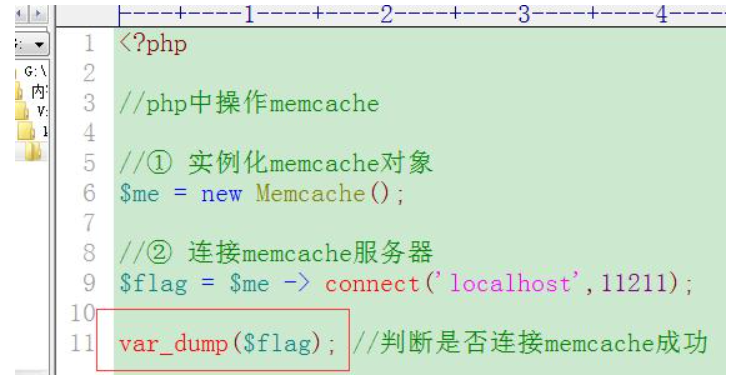 ----+----1----+----2----+----3----+----4----
1 <?php
2
3 //php中操作memcache
4
5 //① 实例化memcache对象
6 $me = new Memcache();
7
8 //② 连接memcache服务器
9 $flag = $me -> connect('localhost',11211);
10
11 var_dump($flag); //判断是否连接memcache成功
G:\